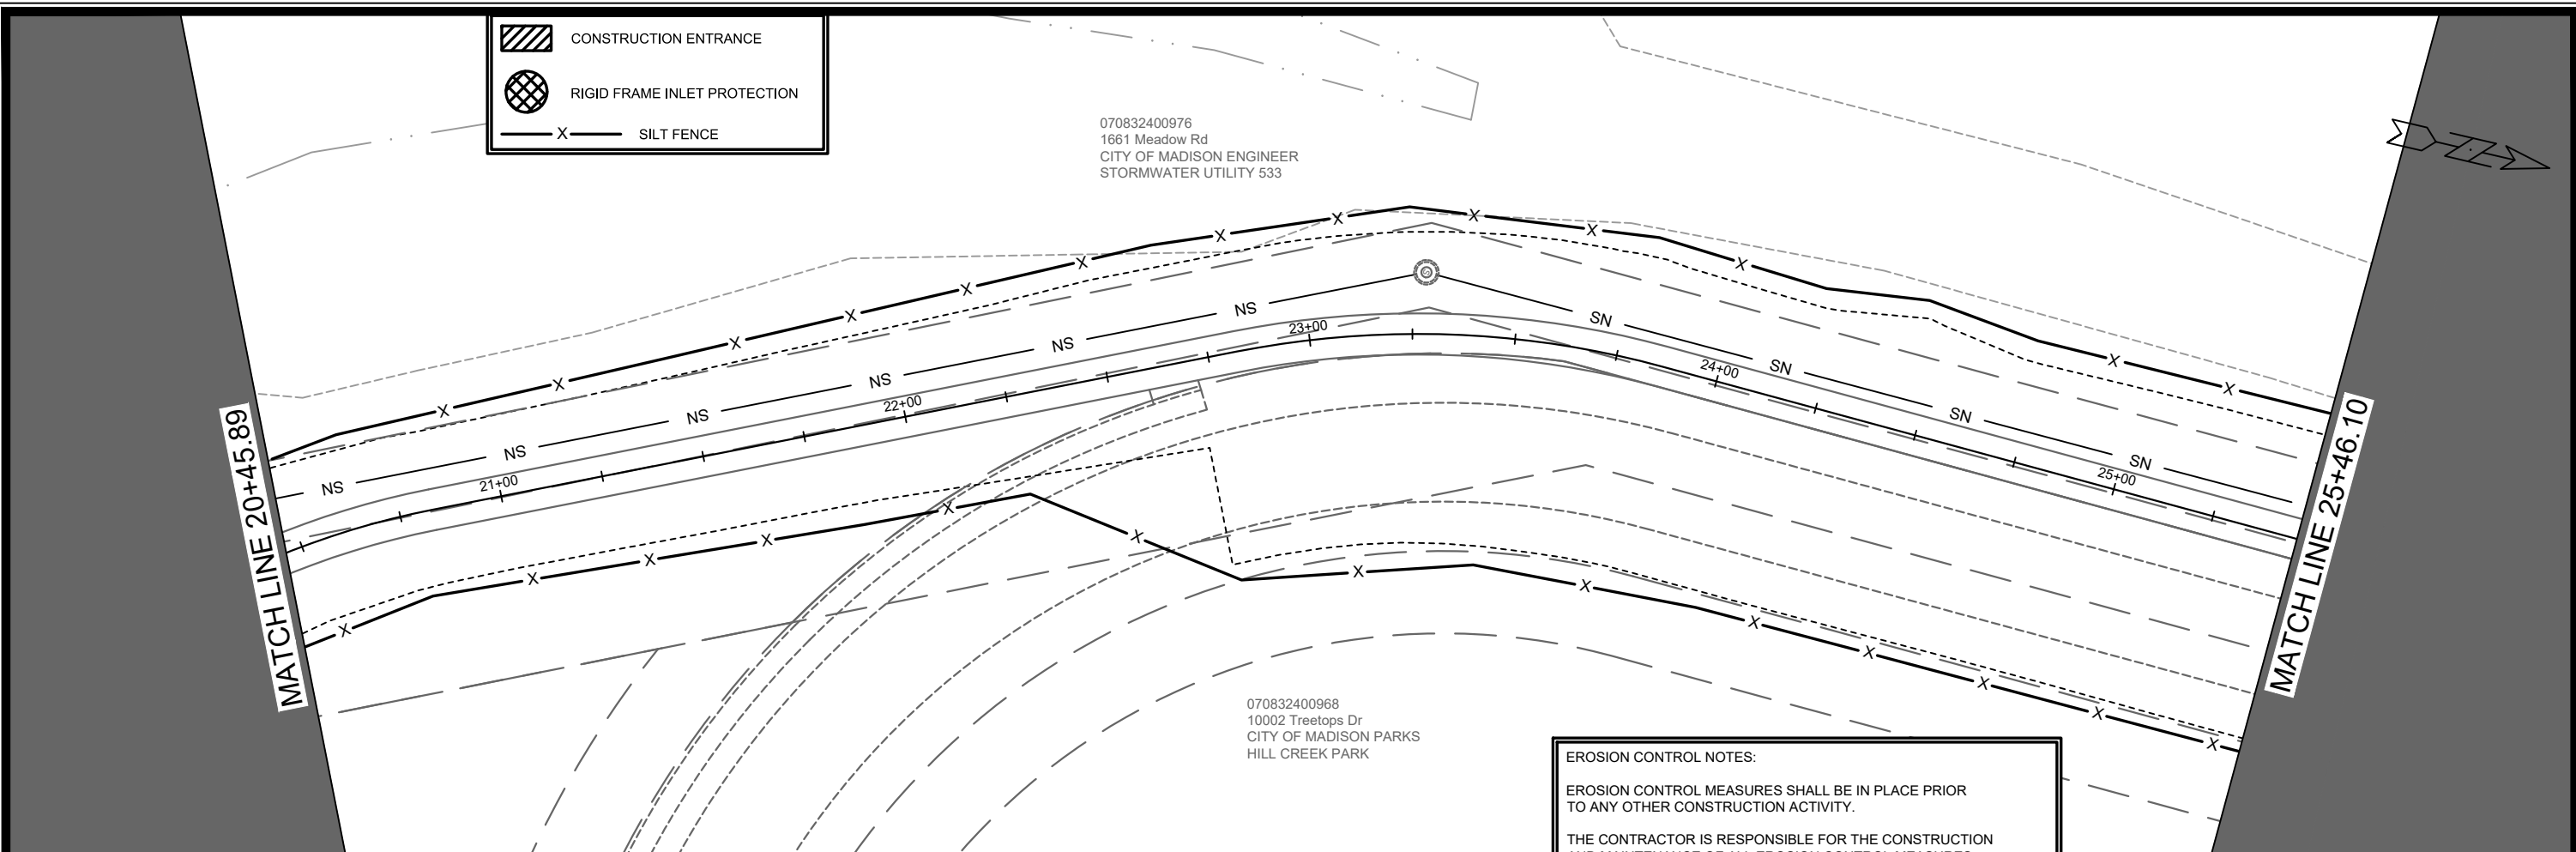 CONSTRUCTION ENTRANCE
RIGID FRAME INLET PROTECTION
X SILT FENCE
070832400976
1661 Meadow Rd
CITY OF MADISON ENGINEER
STORMWATER UTILITY 533
X X X X X X X X X X X X X X
NS NS NS NS NS NS
SN SN SN SN
21+00
22+00
23+00
24+00
25+00
MATCH LINE 20+45.89
MATCH LINE 25+46.10
X X X X X X X X X X X X X
070832400968
10002 Treetops Dr
CITY OF MADISON PARKS
HILL CREEK PARK
EROSION CONTROL NOTES:
EROSION CONTROL MEASURES SHALL BE IN PLACE PRIOR
TO ANY OTHER CONSTRUCTION ACTIVITY.
THE CONTRACTOR IS RESPONSIBLE FOR THE CONSTRUCTION